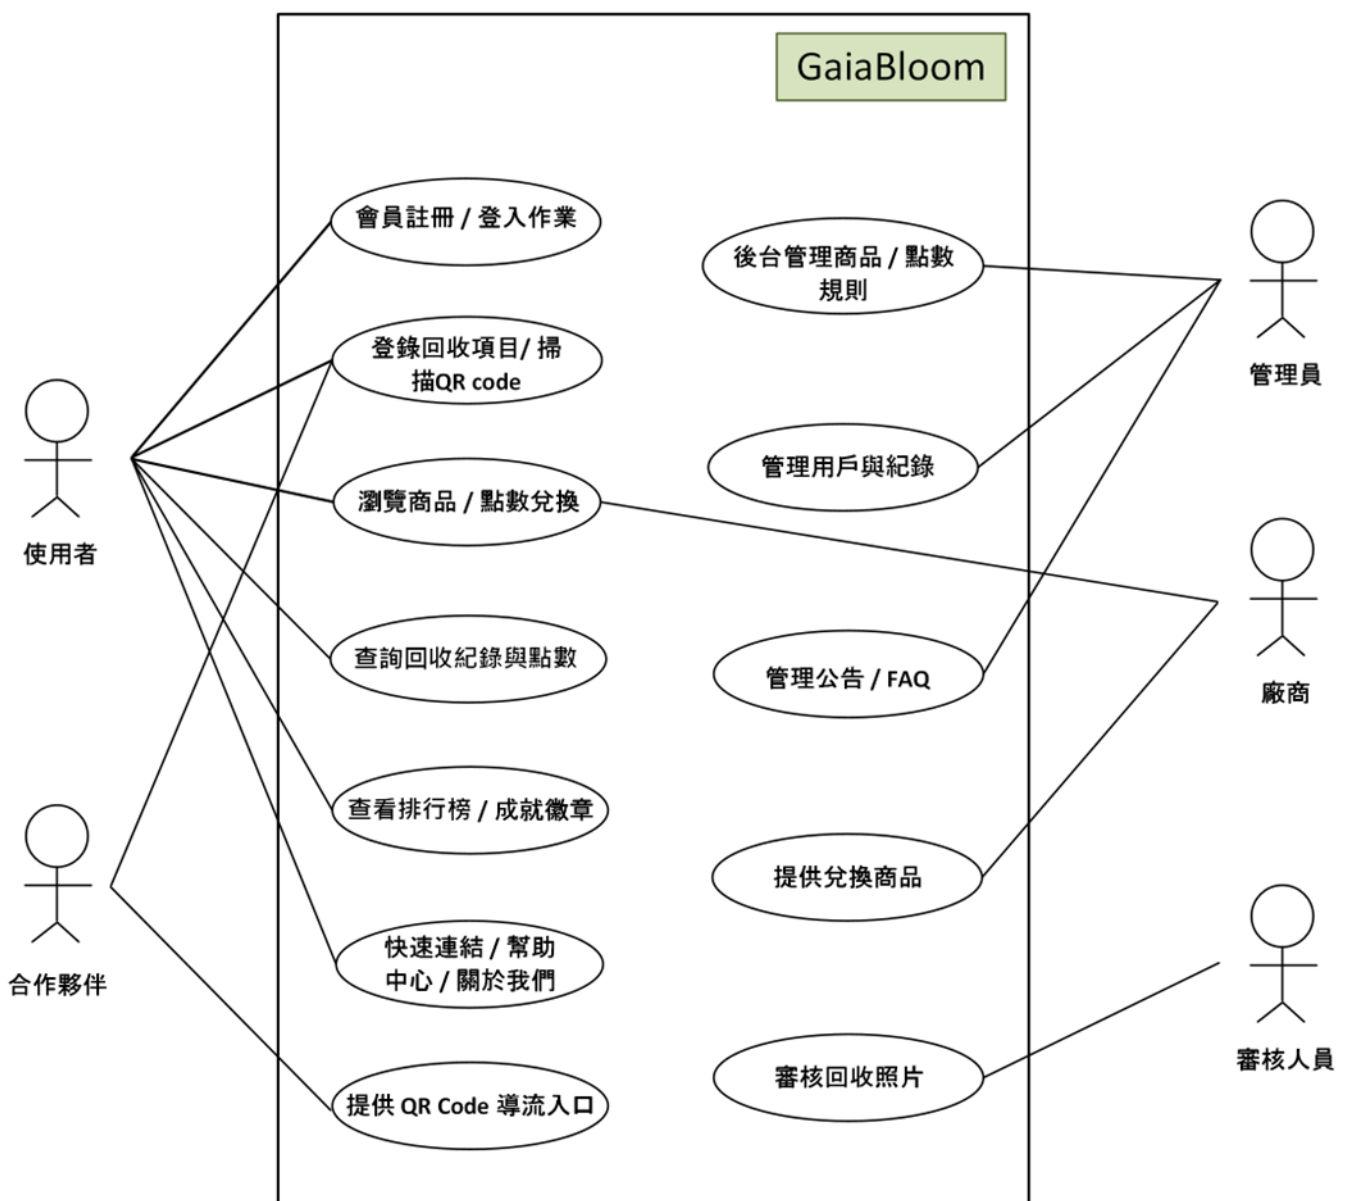 GaiaBloom
會員註冊 / 登入作業
登錄回收項目/ 掃
描QR code
瀏覽商品 / 點數兌換
查詢回收紀錄與點數
查看排行榜 / 成就徽章
快速連結 / 幫助
中心 / 關於我們
提供 QR Code 導流入口
後台管理商品 / 點數
規則
管理用戶與紀錄
管理公告 / FAQ
提供兌換商品
審核回收照片
使用者
合作夥伴
管理員
廠商
審核人員